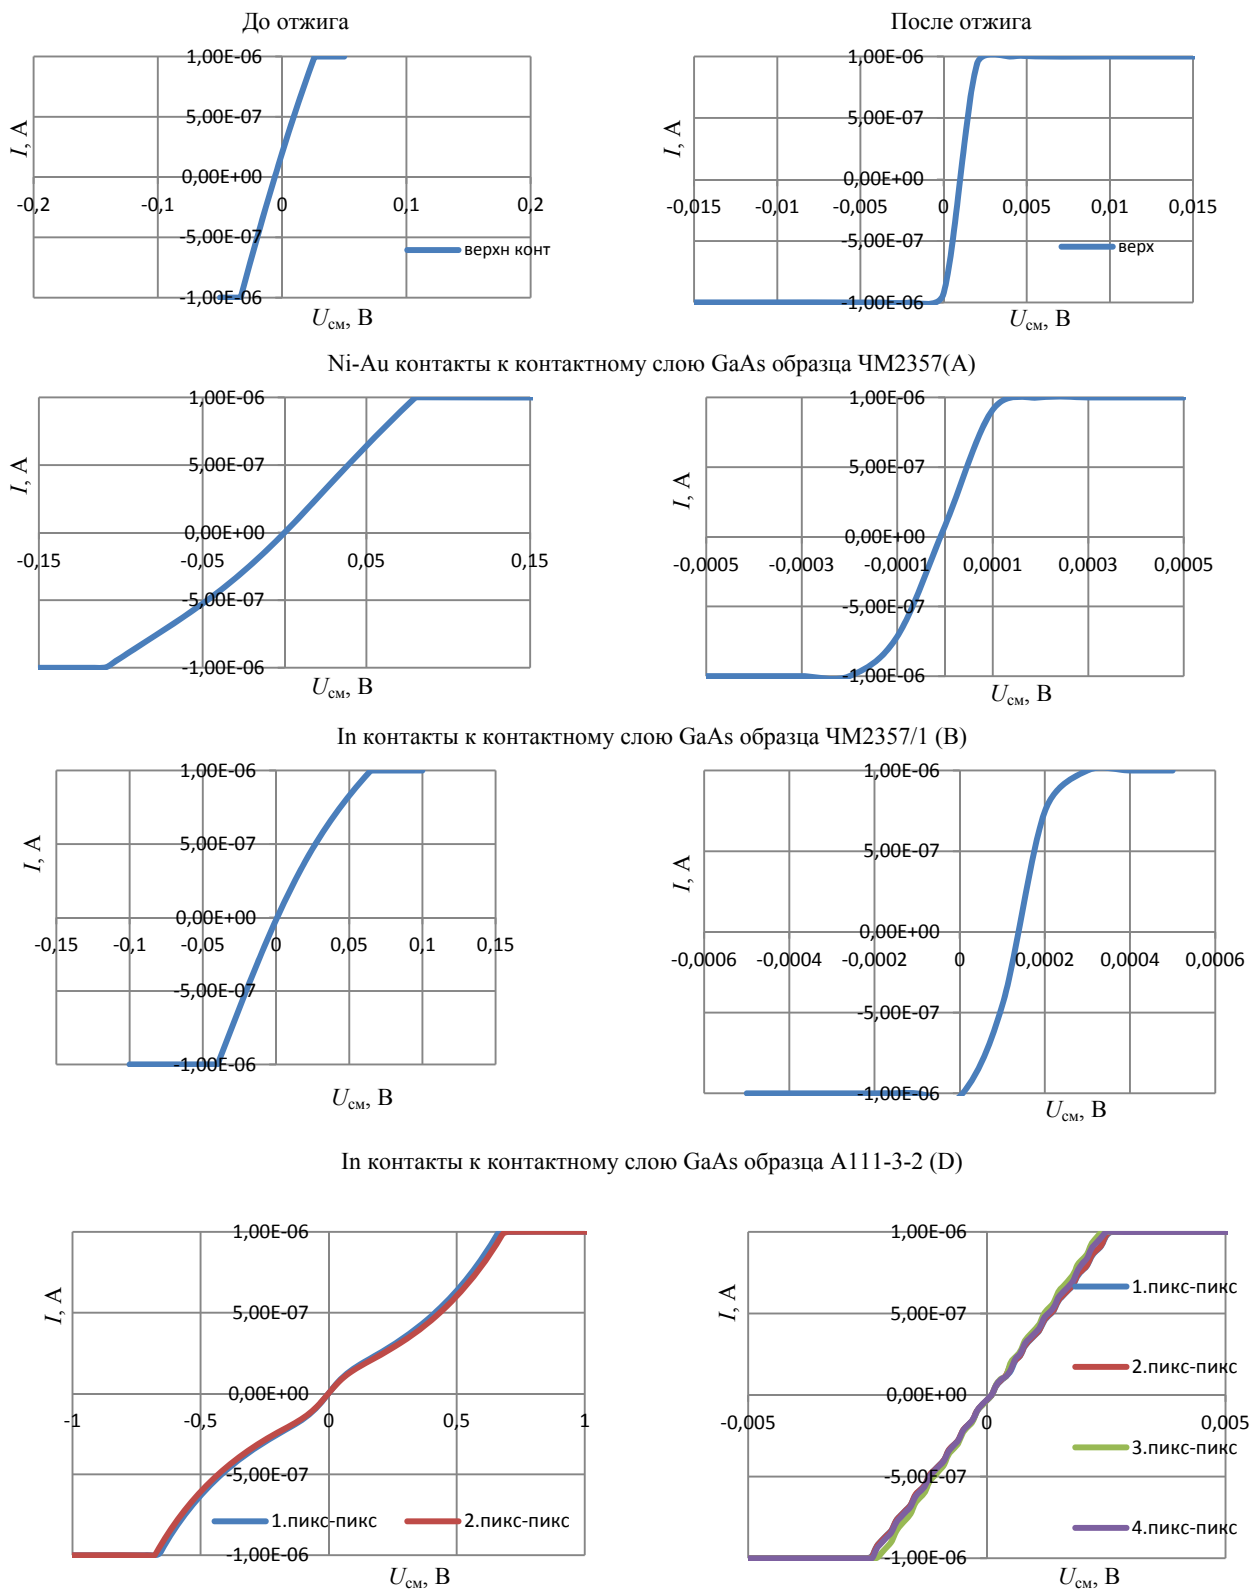 До отжига
После отжига
1,00E-06
5,00E-07
0,00E+00
-5,00E-07
-1,00E-06
-0,2
-0,1
0
0,1
0,2
I, А
верхн конт
Uсм, В
1,00E-06
5,00E-07
0,00E+00
-5,00E-07
-1,00E-06
-0,015
-0,01
-0,005
0
0,005
0,01
0,015
I, А
верх
Uсм, В
Ni-Au контакты к контактному слою GaAs образца ЧМ2357(А)
1,00E-06
5,00E-07
0,00E+00
-5,00E-07
-1,00E-06
-0,15
-0,05
0,05
0,15
I, А
Uсм, В
1,00E-06
5,00E-07
0,00E+00
-5,00E-07
-1,00E-06
-0,0005
-0,0003
-0,0001
0,0001
0,0003
0,0005
I, А
Uсм, В
In контакты к контактному слою GaAs образца ЧМ2357/1 (В)
1,00E-06
5,00E-07
0,00E+00
-5,00E-07
-1,00E-06
-0,15
-0,1
-0,05
0
0,05
0,1
0,15
I, А
Uсм, В
1,00E-06
5,00E-07
0,00E+00
-5,00E-07
-1,00E-06
-0,0006
-0,0004
-0,0002
0
0,0002
0,0004
0,0006
I, А
Uсм, В
In контакты к контактному слою GaAs образца А111-3-2 (D)
1,00E-06
5,00E-07
0,00E+00
-5,00E-07
-1,00E-06
-1
-0,5
0
0,5
1
I, А
1.пикс-пикс
2.пикс-пикс
Uсм, В
1,00E-06
5,00E-07
0,00E+00
-5,00E-07
-1,00E-06
-0,005
0
0,005
I, А
1.пикс-пикс
2.пикс-пикс
3.пикс-пикс
4.пикс-пикс
Uсм, В